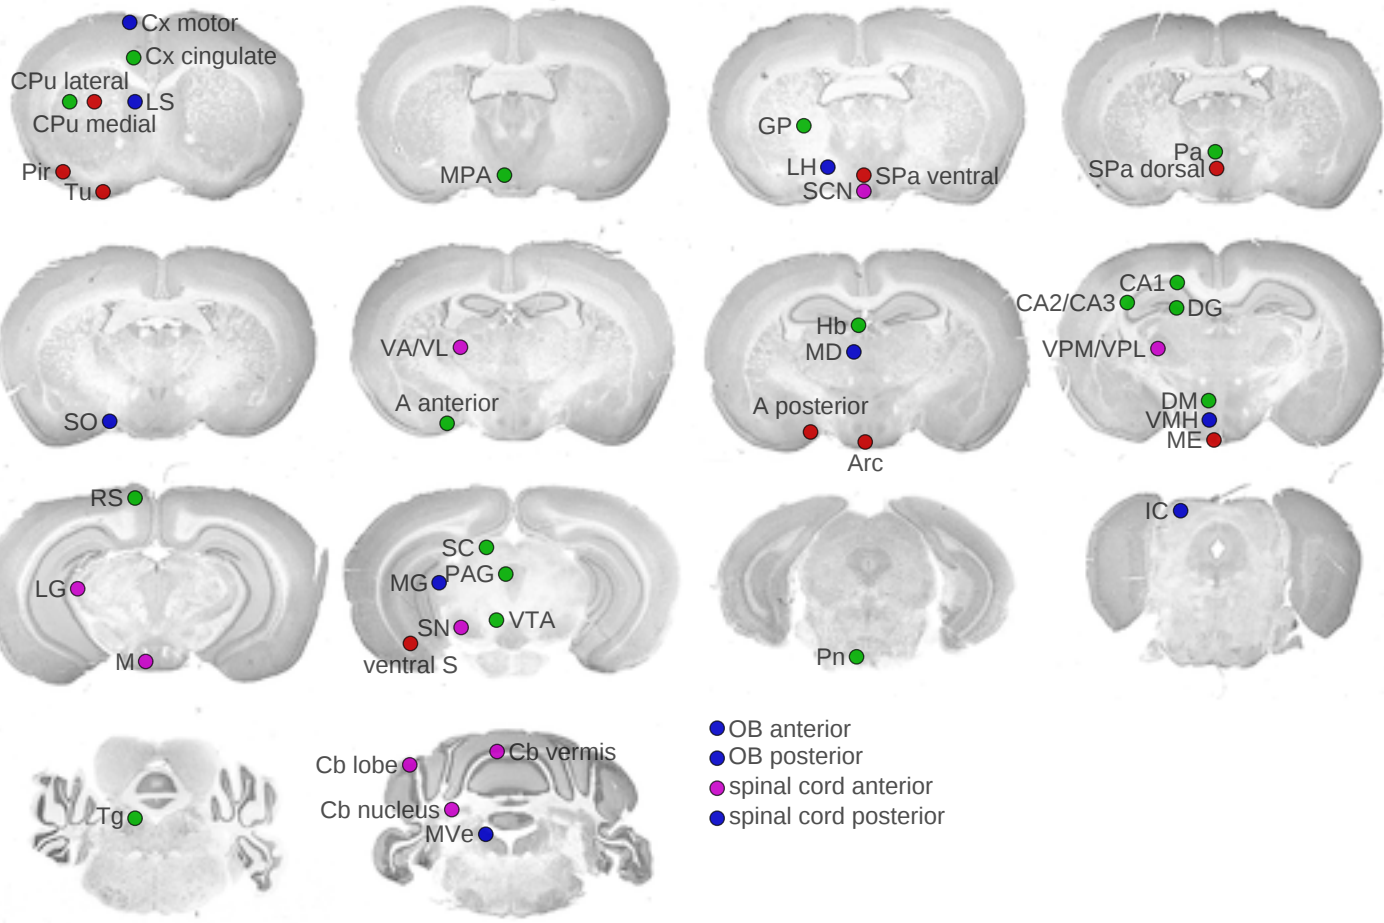 Cx motor
Cx cingulate
CPu lateral
LS
CPu medial
Pir
Tu
MPA
GP
LH
SPa ventral
SCN
Pa
SPa dorsal
SO
VA/VL
A anterior
Hb
MD
A posterior
Arc
CA1
CA2/CA3
DG
VPM/VPL
DM
VMH
ME
RS
LG
M
SC
MG
PAG
VTA
SN
ventral S
Pn
IC
Tg
Cb vermis
Cb lobe
Cb nucleus
MVe
OB anterior
OB posterior
spinal cord anterior
spinal cord posterior